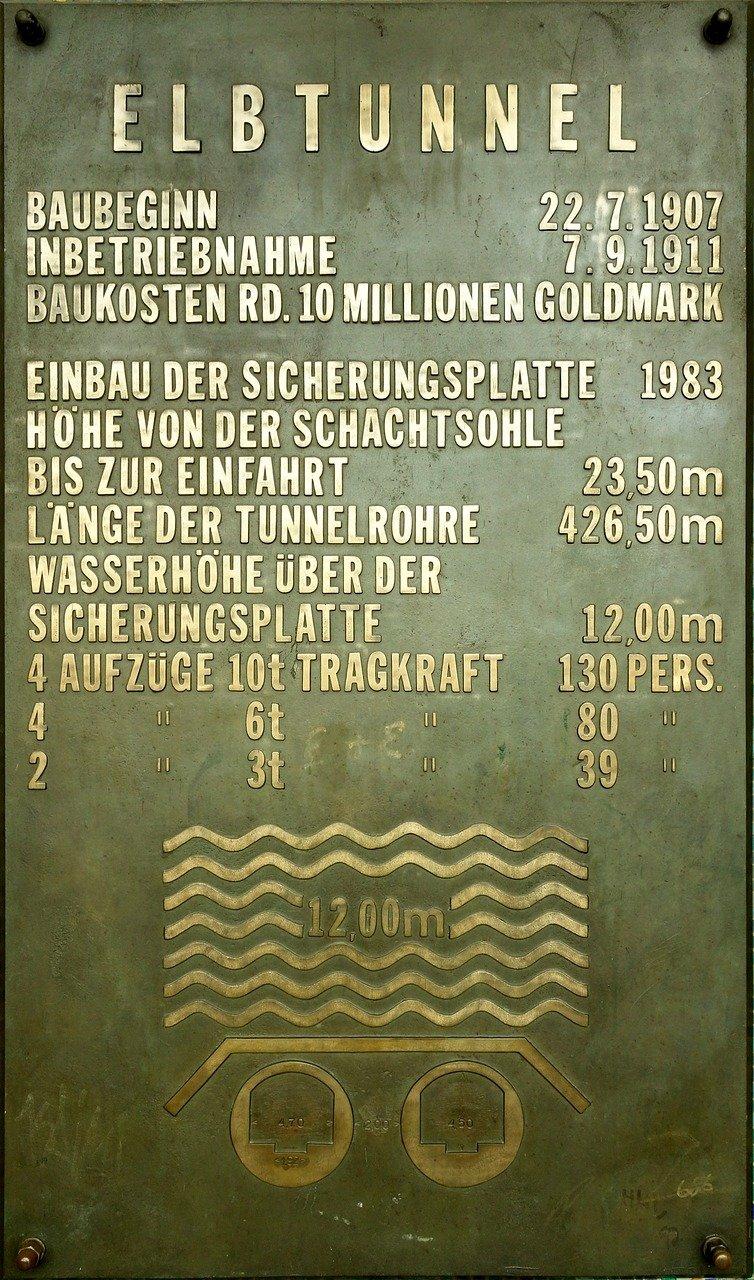 ELBTUNNEL
BAUBEGINN 22.7.1907
INBETRIEBNAHME 7.9.1911
BAUKOSTEN RD. 10 MILLIONEN GOLDMARK
EINBAU DER SICHERUNGSPLATTE 1983
HÖHE VON DER SCHACHTSOHLE
BIS ZUR EINFAHRT 23,50m
LÄNGE DER TUNNELROHRE 426,50m
WASSERHÖHE ÜBER DER
SICHERUNGSPLATTE 12,00m
4 AUFZÜGE 10t TRAGKRAFT 130 PERS.
4 " 6t " 80 "
2 " 3t " 39 "
12,00m
470 200